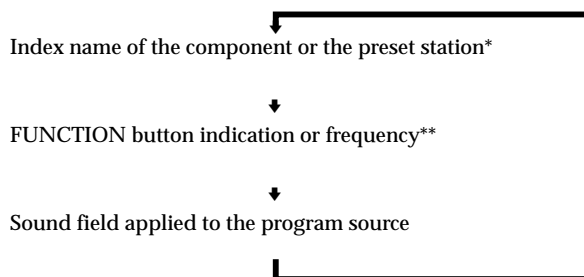 Index name of the component or the preset station*
FUNCTION button indication or frequency**
Sound field applied to the program source